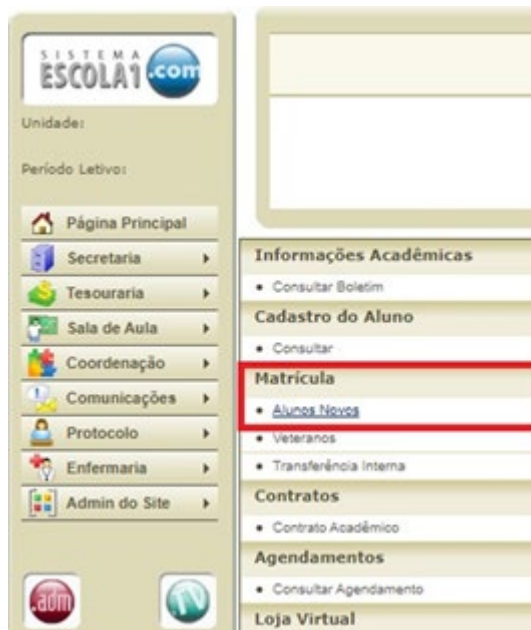 SISTEMA
ESCOLA1.com
Unidade:
Período Letivo:
Página Principal
Secretaria
Tesouraria
Sala de Aula
Coordenação
Comunicações
Protocolo
Enfermaria
Admin do Site
.adm
TV
Informações Acadêmicas
Consultar Boletim
Cadastro do Aluno
Consultar
Matrícula
Alunos Novos
Veteranos
Transferência Interna
Contratos
Contrato Acadêmico
Agendamentos
Consultar Agendamento
Loja Virtual